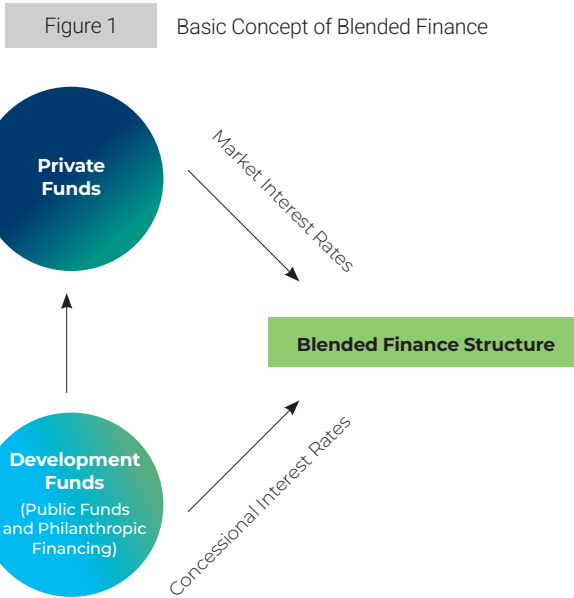 Figure 1
Basic Concept of Blended Finance
Private
Funds
Market Interest Rates
Blended Finance Structure
Development
Funds
(Public Funds
and Philanthropic
Financing)
Concessional Interest Rates